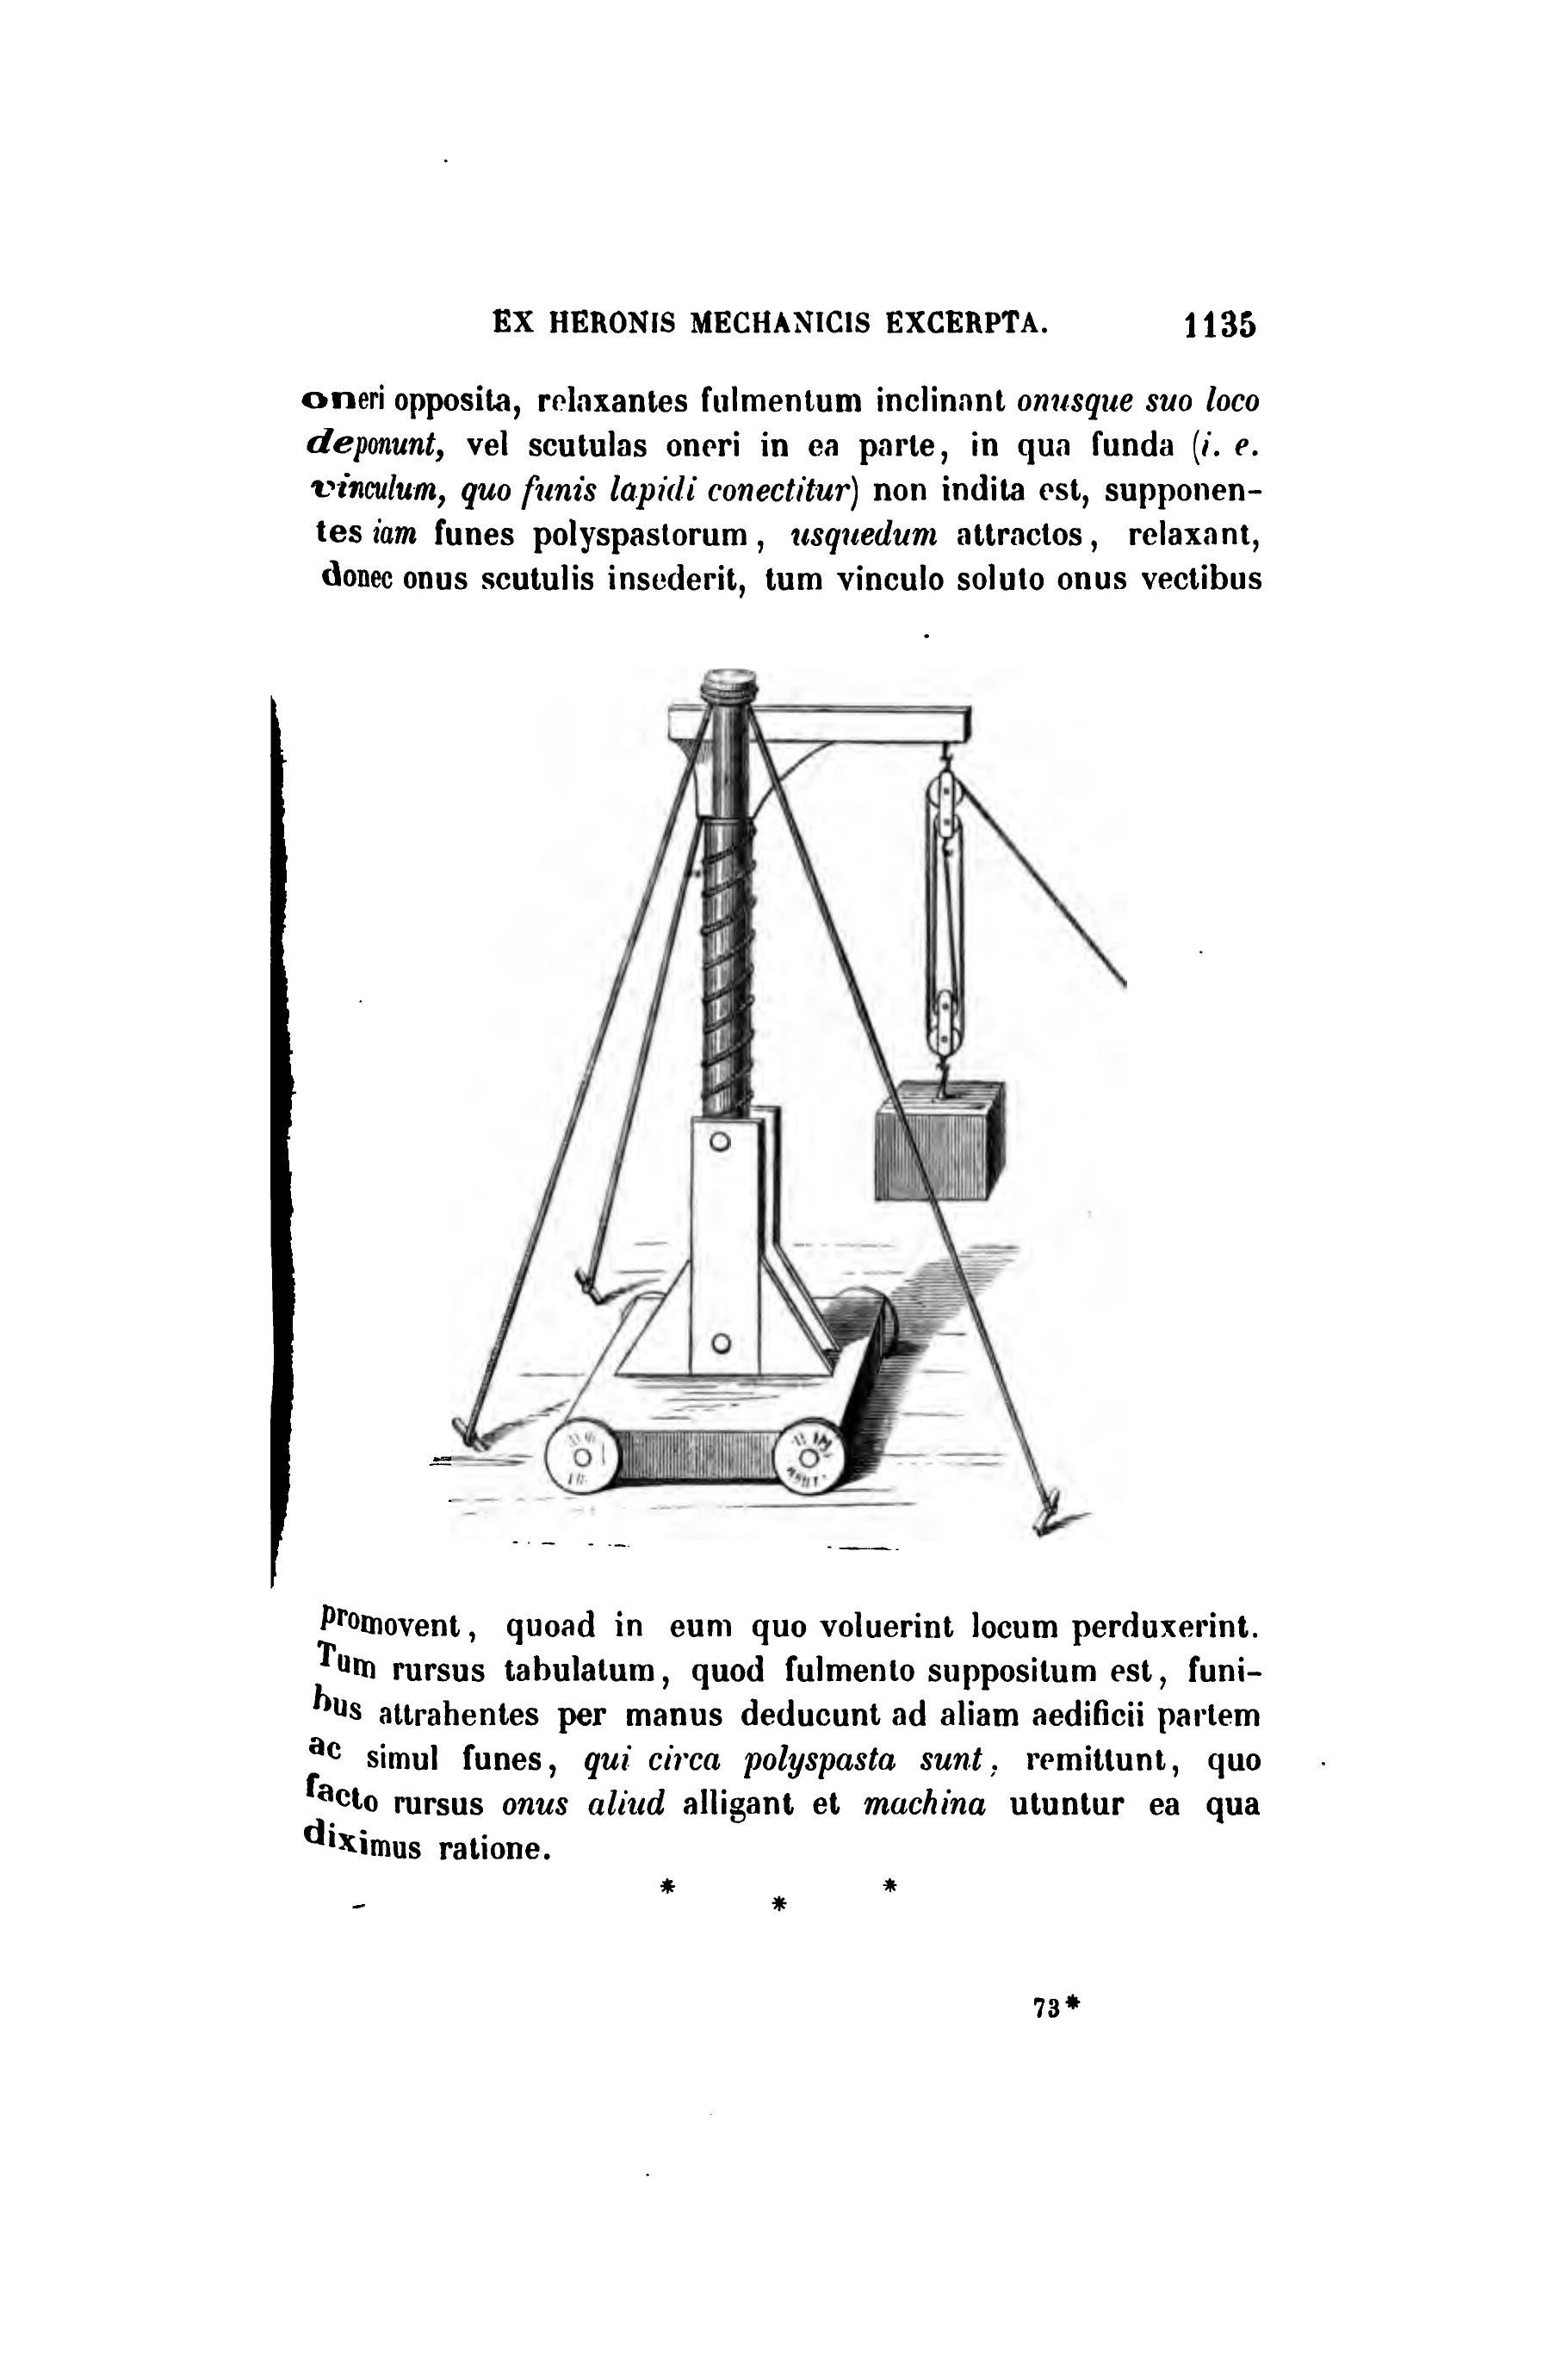 EX HERONIS MECHANICIS EXCERPTA. 1135
oneri opposita, relaxantes fulmentum inclinant onusque suo loco
deponunt, vel scutulas oneri in ea parte, in qua funda (i. e.
vinculum, quo funis lapidi conectitur) non indita est, supponen-
tes iam funes polyspastorum, usquedum attractos, relaxant,
donec onus scutulis insederit, tum vinculo soluto onus vectibus
promovent, quoad in eum quo voluerint locum perduxerint.
Tum rursus tabulatum, quod fulmento suppositum est, funi-
bus attrahentes per manus deducunt ad aliam aedificii partem
ac simul funes, qui circa polyspasta sunt, remittunt, quo
facto rursus onus aliud alligant et machina utuntur ea qua
diximus ratione.
* * *
73*